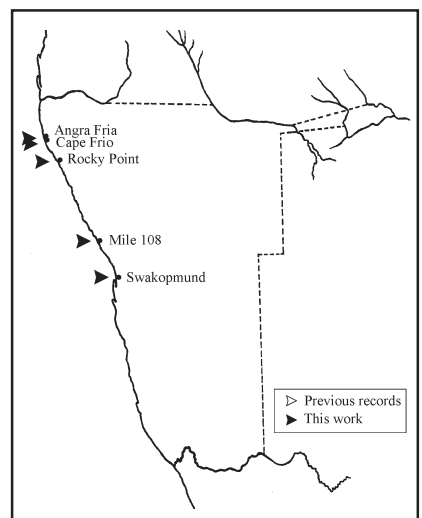 Angra Fria
Cape Frio
Rocky Point
Mile 108
Swakopmund
Previous records
This work